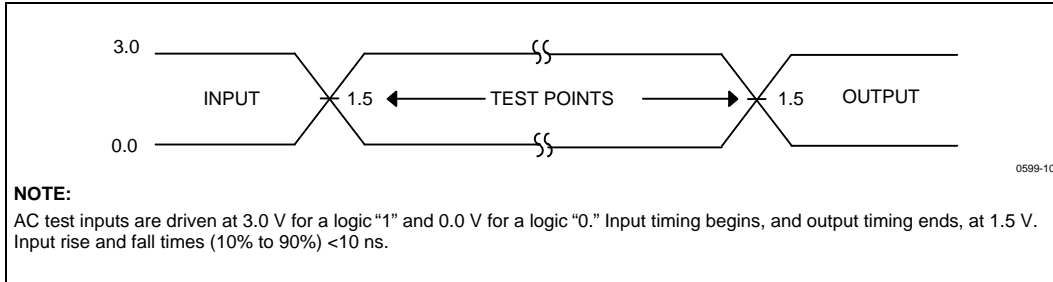 3.0
INPUT 1.5 TEST POINTS 1.5 OUTPUT
0.0
0599-10
NOTE:
AC test inputs are driven at 3.0 V for a logic “1” and 0.0 V for a logic “0.” Input timing begins, and output timing ends, at 1.5 V.
Input rise and fall times (10% to 90%) <10 ns.